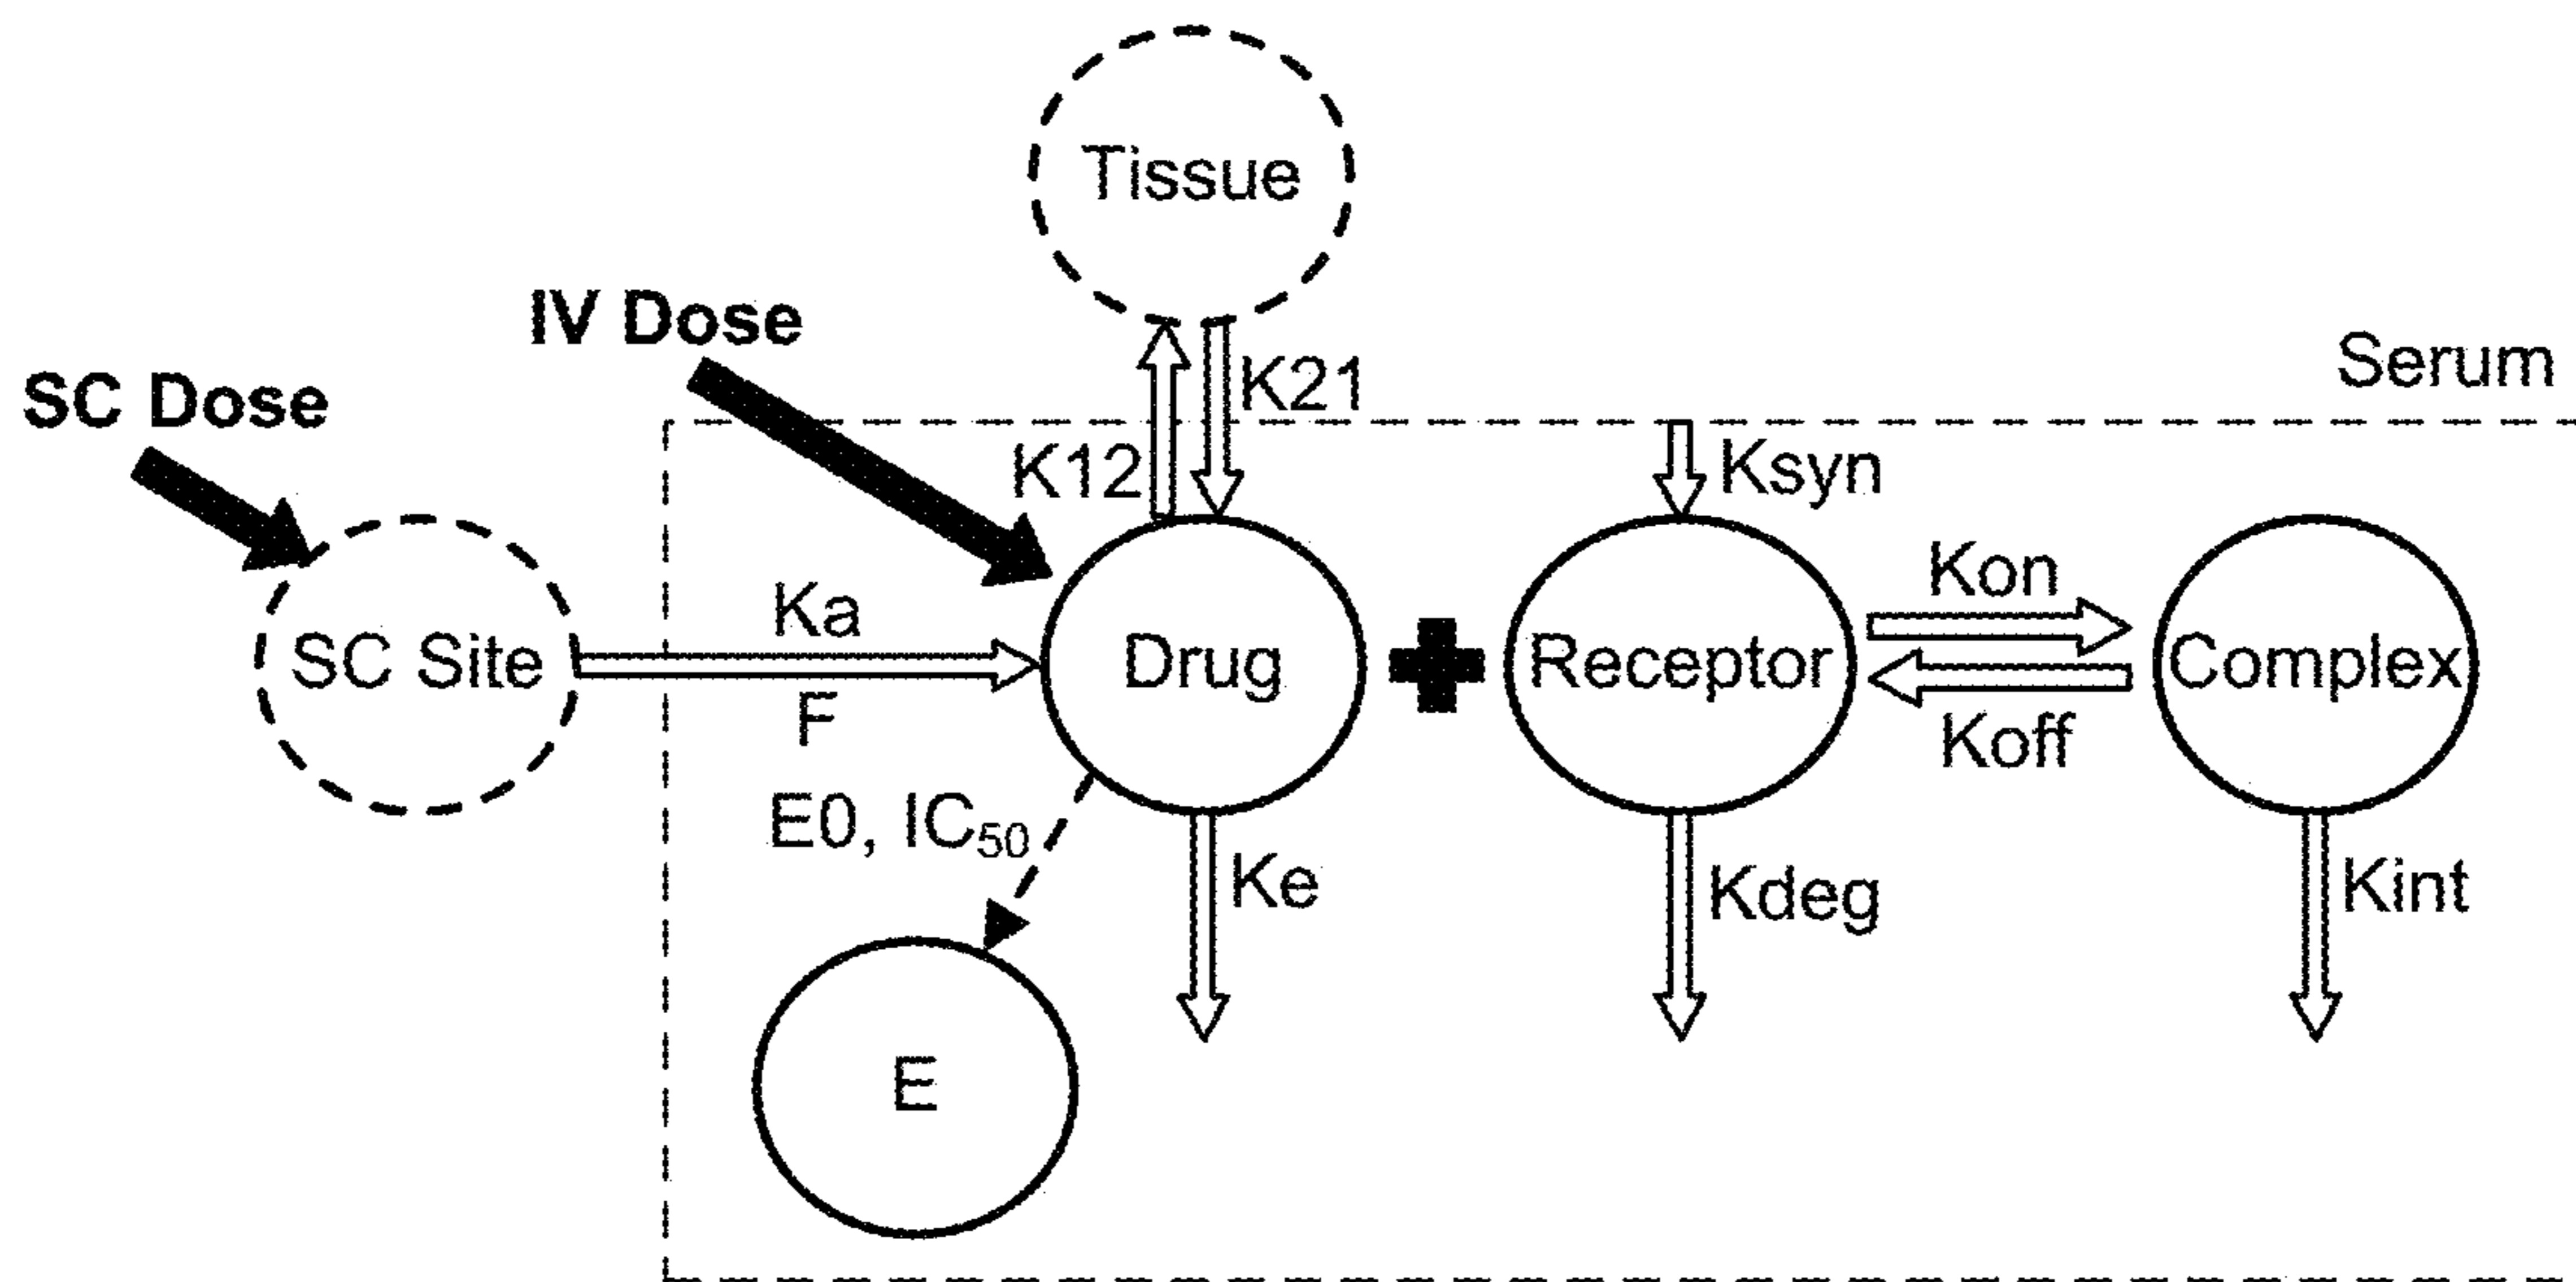 Tissue
IV Dose
SC Dose
K21
Serum
K12
Ksyn
Ka
Kon
SC Site
Drug
Receptor
Complex
F
Koff
E0, IC₅₀
Ke
Kdeg
Kint
E